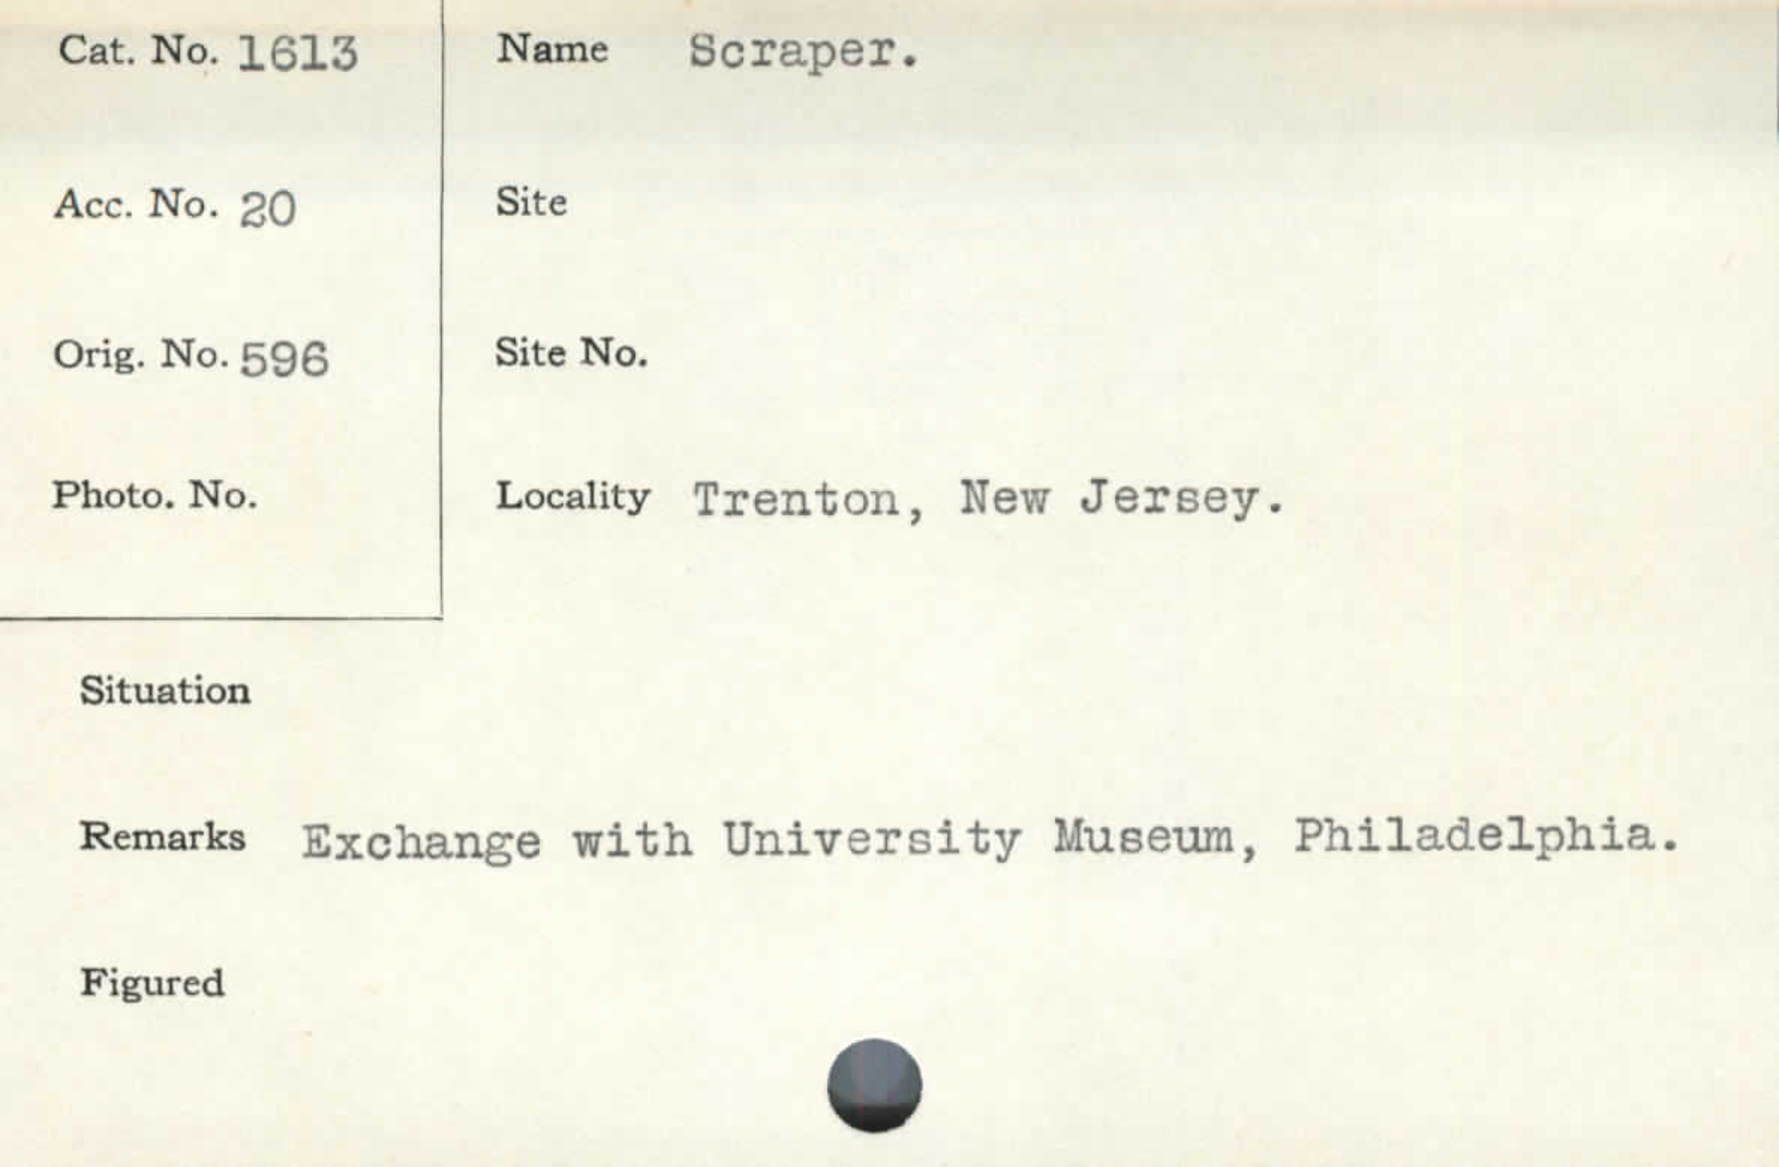 Cat. No. 1613
Acc. No. 20
Orig. No. 596
Photo. No.
Name Scraper.
Site
Site No.
Locality Trenton, New Jersey.
Situation
Remarks Exchange with University Museum, Philadelphia.
Figured